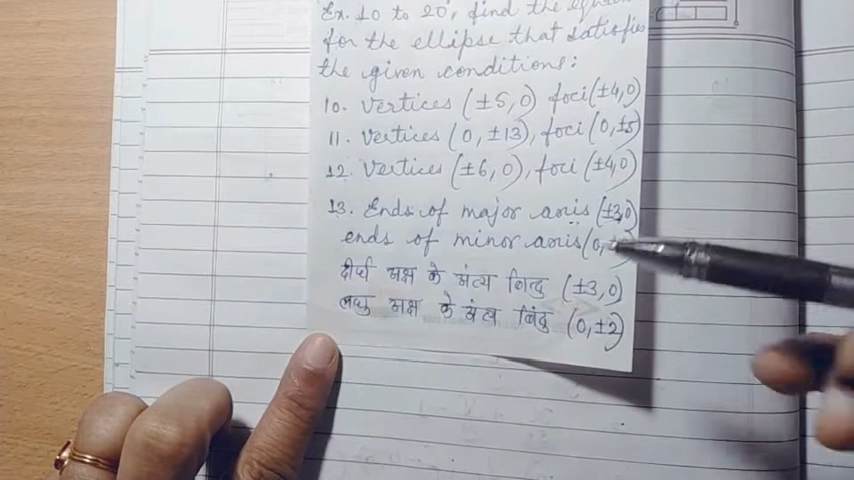 Ex. 10 to 20, find the
for the ellipse that satisfies
the given conditions:
10. Vertices (±5,0) foci (±4,0)
11. Vertices (0, ±13), foci (0, ±5)
12. Vertices (±6,0), foci (±4,0)
13. Ends of major axis (±3,0)
ends of minor axis (0,
दीर्घ अक्ष के अंत्य बिन्दु (±3,0)
लघु अक्ष के अंत्य बिंदु (0, ±2)